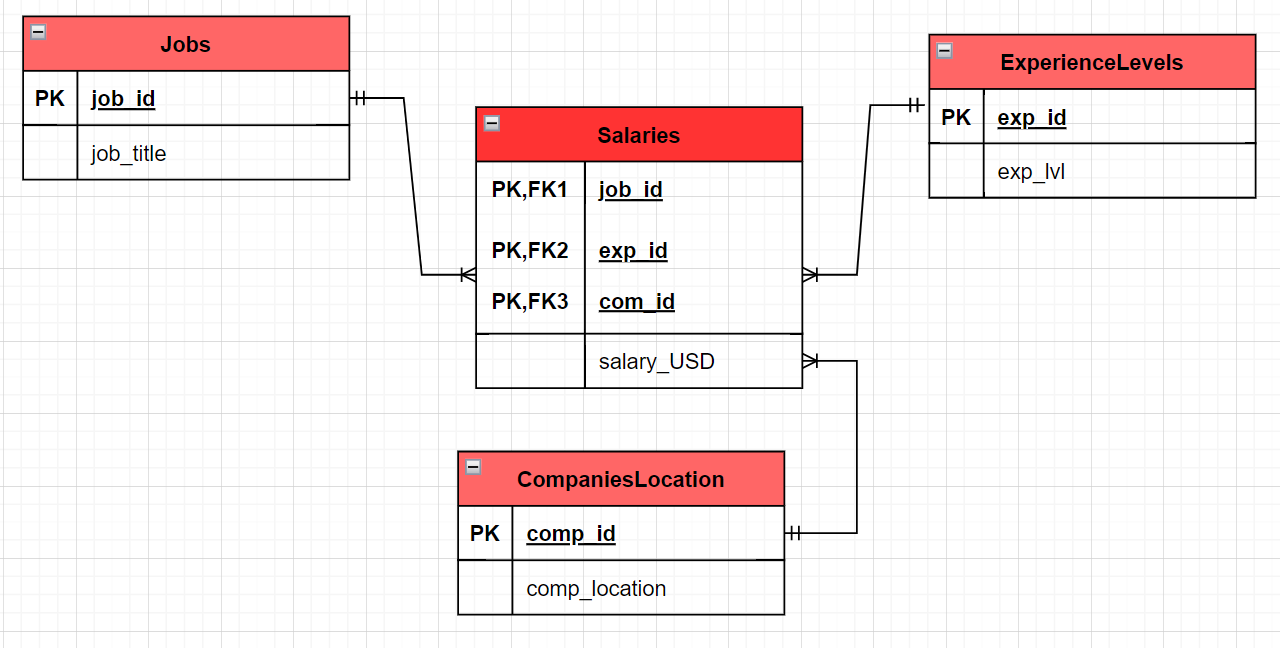 Jobs
PK job_id
job_title
Salaries
PK,FK1 job_id
PK,FK2 exp_id
PK,FK3 com_id
salary_USD
ExperienceLevels
PK exp_id
exp_lvl
CompaniesLocation
PK comp_id
comp_location